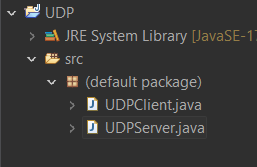 UDP
JRE System Library [JavaSE-17
src
(default package)
UDPClient.java
UDPServer.java